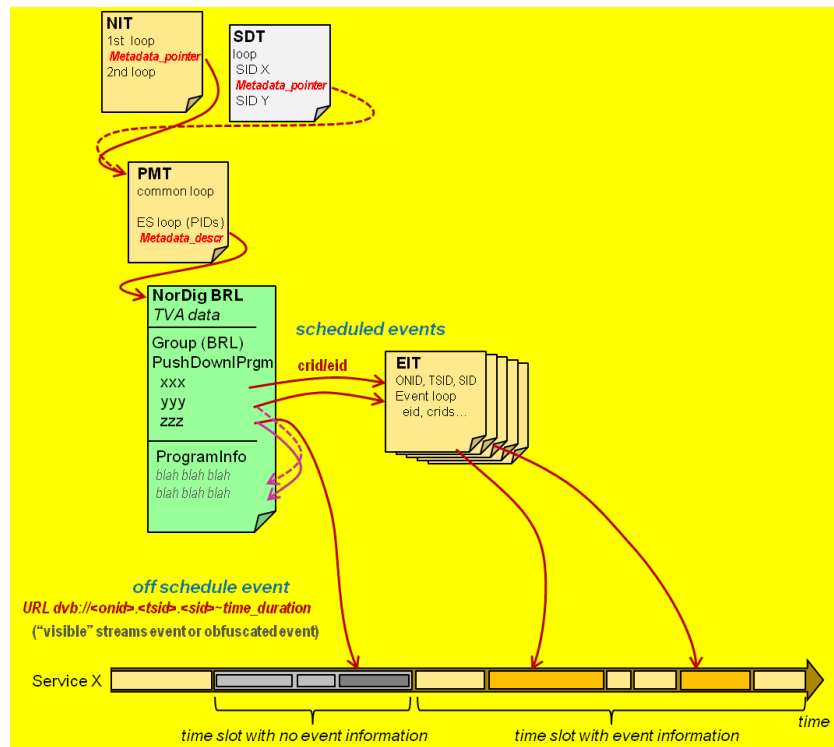 NIT
1st loop
Metadata_pointer
2nd loop
SDT
loop
SID X
Metadata_pointer
SID Y
PMT
common loop
ES loop (PIDs)
Metadata_descr
NorDig BRL
TVA data
Group (BRL)
PushDownlPrgm
xxx
yyy
zzz
ProgramInfo
blah blah blah
blah blah blah
scheduled events
crid/eid
EIT
ONID, TSID, SID
Event loop
eid, crids...
off schedule event
URL dvb://<onid>.<tsid>.<sid>~time_duration
("visible" streams event or obfuscated event)
Service X
time
time slot with no event information
time slot with event information